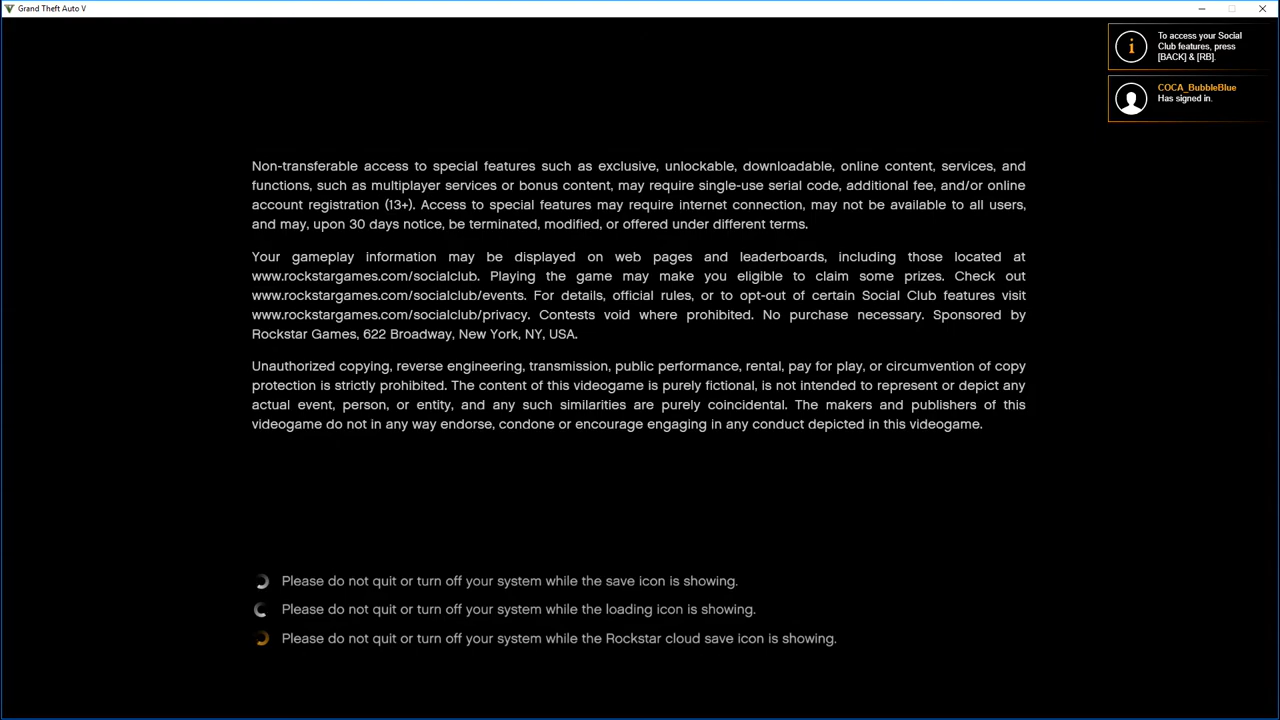 Grand Theft Auto V
To access your Social
Club features, press
[BACK] & [RB].
COCA_BubbleBlue
Has signed in.
Non-transferable access to special features such as exclusive, unlockable, downloadable, online content, services, and
functions, such as multiplayer services or bonus content, may require single-use serial code, additional fee, and/or online
account registration (13+). Access to special features may require internet connection, may not be available to all users,
and may, upon 30 days notice, be terminated, modified, or offered under different terms.
Your gameplay information may be displayed on web pages and leaderboards, including those located at
www.rockstargames.com/socialclub. Playing the game may make you eligible to claim some prizes. Check out
www.rockstargames.com/socialclub/events. For details, official rules, or to opt-out of certain Social Club features visit
www.rockstargames.com/socialclub/privacy. Contests void where prohibited. No purchase necessary. Sponsored by
Rockstar Games, 622 Broadway, New York, NY, USA.
Unauthorized copying, reverse engineering, transmission, public performance, rental, pay for play, or circumvention of copy
protection is strictly prohibited. The content of this videogame is purely fictional, is not intended to represent or depict any
actual event, person, or entity, and any such similarities are purely coincidental. The makers and publishers of this
videogame do not in any way endorse, condone or encourage engaging in any conduct depicted in this videogame.
Please do not quit or turn off your system while the save icon is showing.
Please do not quit or turn off your system while the loading icon is showing.
Please do not quit or turn off your system while the Rockstar cloud save icon is showing.